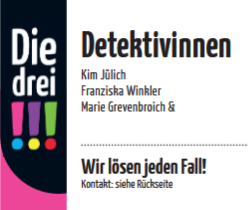 Die
drei
!!!
Detektivinnen
Kim Jülich
Franziska Winkler
Marie Grevenbroich &
Wir lösen jeden Fall!
Kontakt: siehe Rückseite